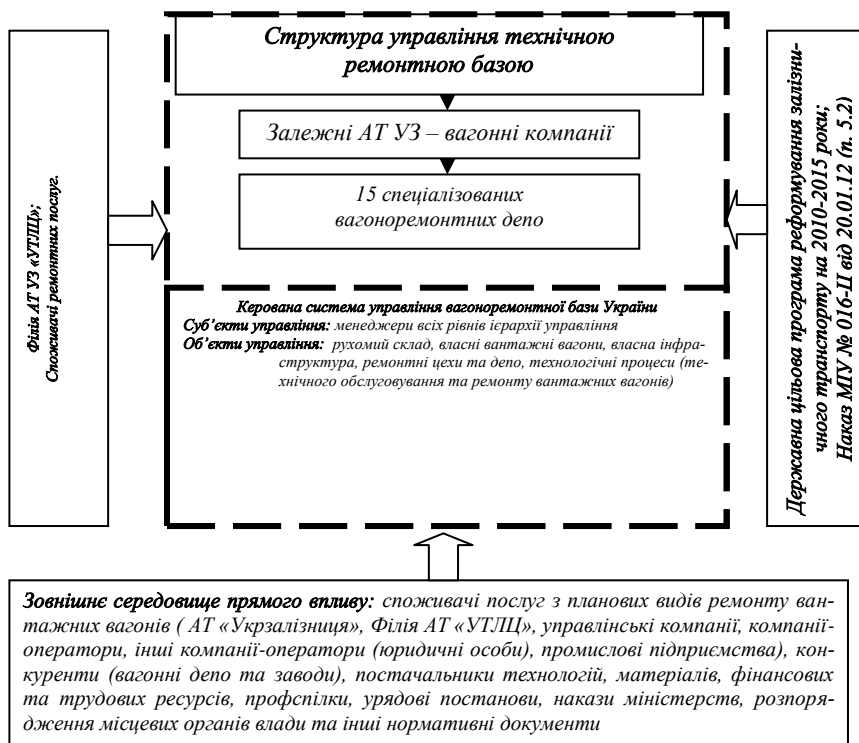 Структура управління технічною
ремонтною базою
Залежні АТ УЗ – вагонні компанії
15 спеціалізованих
вагоноремонтних депо
Філія АТ УЗ «УТЛЦ»;
Споживачі ремонтних послуг.
Державна цільова програма реформування залізни-
чного транспорту на 2010-2015 роки;
Наказ МТУ № 016-Ц від 20.01.12 (п. 5.2)
Керована система управління вагоноремонтної бази України
Суб’єкти управління: менеджери всіх рівнів ієрархії управління
Об’єкти управління: рухомий склад, власні вантажні вагони, власна інфра-
структура, ремонтні цехи та депо, технологічні процеси (те-
хнічного обслуговування та ремонту вантажних вагонів)
Зовнішнє середовище прямого впливу: споживачі послуг з планових видів ремонту ван-
тажних вагонів ( АТ «Укрзалізниця», Філія АТ «УТЛЦ», управлінські компанії, компанії-
оператори, інші компанії-оператори (юридичні особи), промислові підприємства), кон-
куренти (вагонні депо та заводи), постачальники технологій, матеріалів, фінансових
та трудових ресурсів, профспілки, урядові постанови, накази міністерств, розпоря-
дження місцевих органів влади та інші нормативні документи